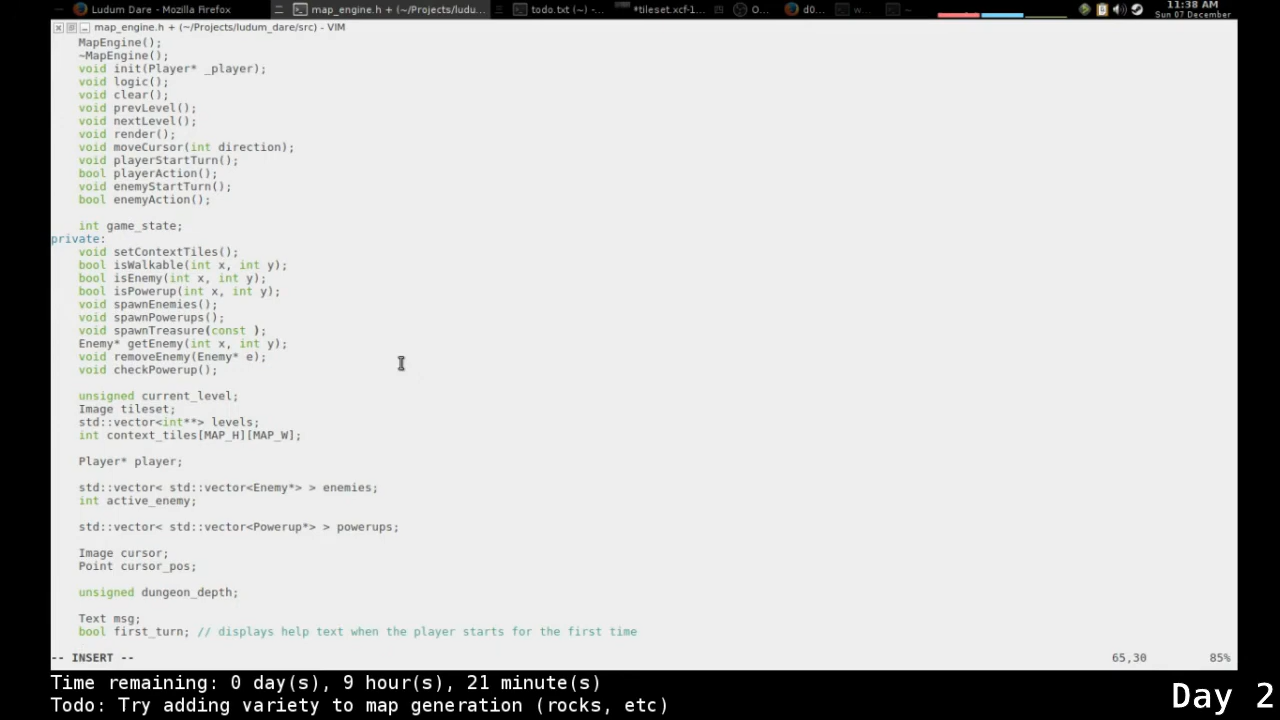 Ludum Dare - Mozilla Firefox
map_engine.h + (~/Projects/ludu...
todo.txt (~) -...
*tileset.xcf-1...
O...
d0...
w...
~
11:38 AM
Sun 07 December
map_engine.h + (~/Projects/ludum_dare/src) - VIM
MapEngine();
~MapEngine();
void init(Player* _player);
void logic();
void clear();
void prevLevel();
void nextLevel();
void render();
void moveCursor(int direction);
void playerStartTurn();
bool playerAction();
void enemyStartTurn();
bool enemyAction();
int game_state;
private:
void setContextTiles();
bool isWalkable(int x, int y);
bool isEnemy(int x, int y);
bool isPowerup(int x, int y);
void spawnEnemies();
void spawnPowerups();
void spawnTreasure(const );
Enemy* getEnemy(int x, int y);
void removeEnemy(Enemy* e);
void checkPowerup();
unsigned current_level;
Image tileset;
std::vector<int**> levels;
int context_tiles[MAP_H][MAP_W];
Player* player;
std::vector< std::vector<Enemy*> > enemies;
int active_enemy;
std::vector< std::vector<Powerup*> > powerups;
Image cursor;
Point cursor_pos;
unsigned dungeon_depth;
Text msg;
bool first_turn; // displays help text when the player starts for the first time
-- INSERT --
65,30
85%
Time remaining: 0 day(s), 9 hour(s), 21 minute(s)
Todo: Try adding variety to map generation (rocks, etc)
Day 2